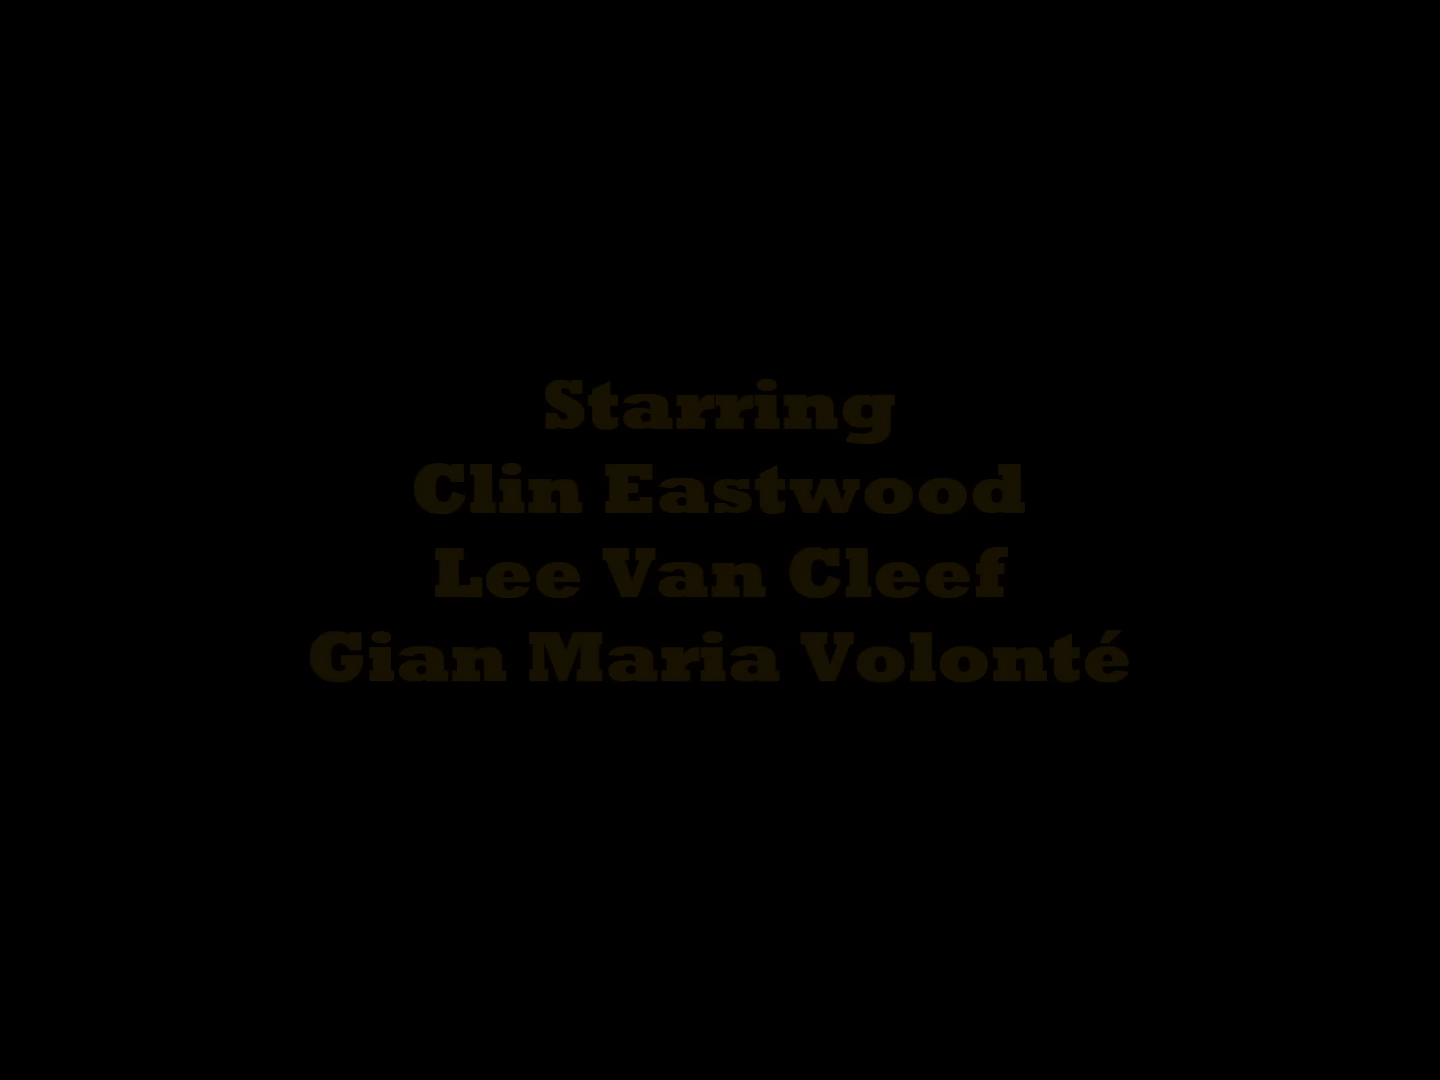 Starring
Clin Eastwood
Lee Van Cleef
Gian Maria Volonté